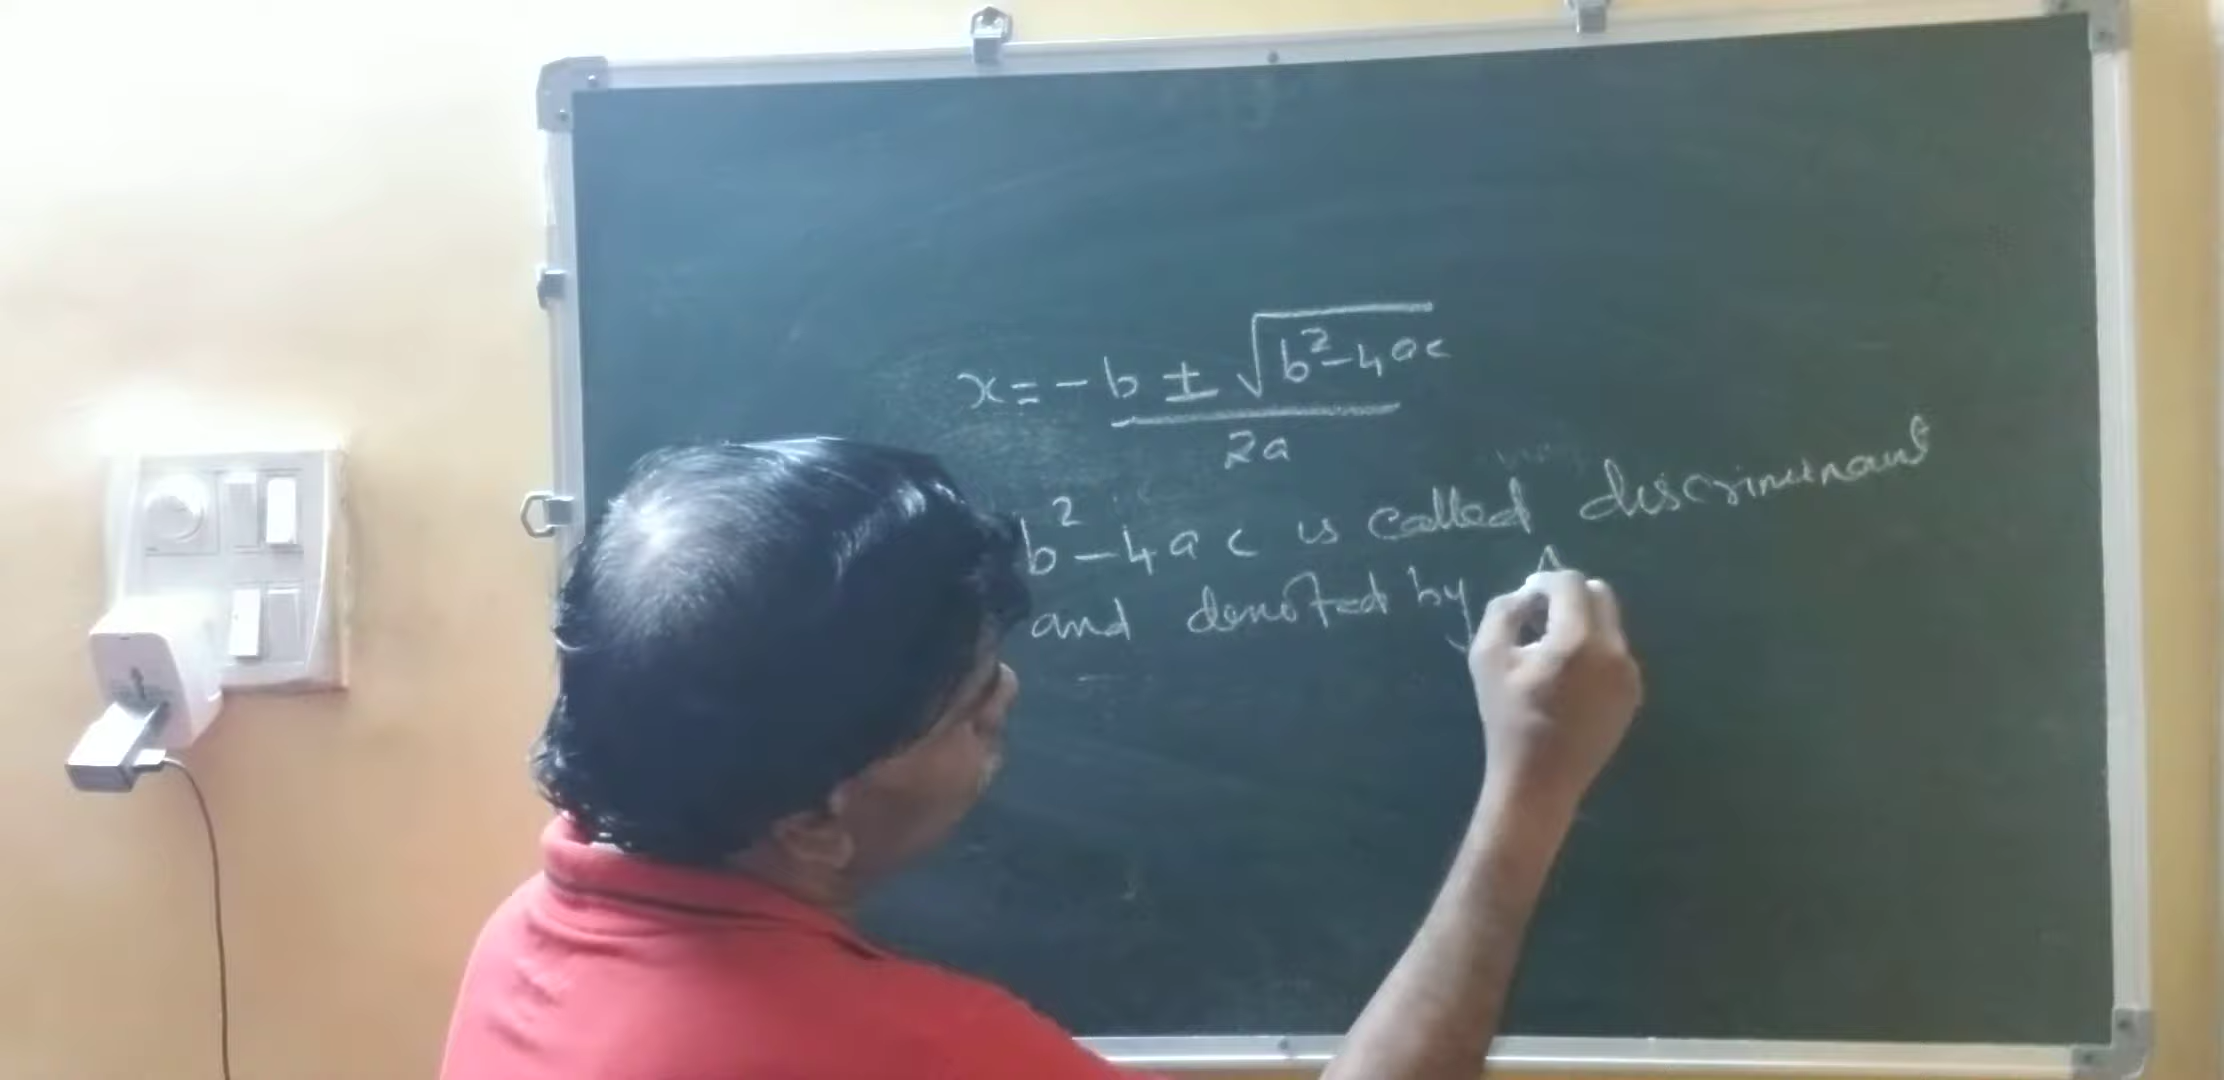 x = -b ± √b²-4ac
2a
b²-4ac is called discriminant
and denoted by